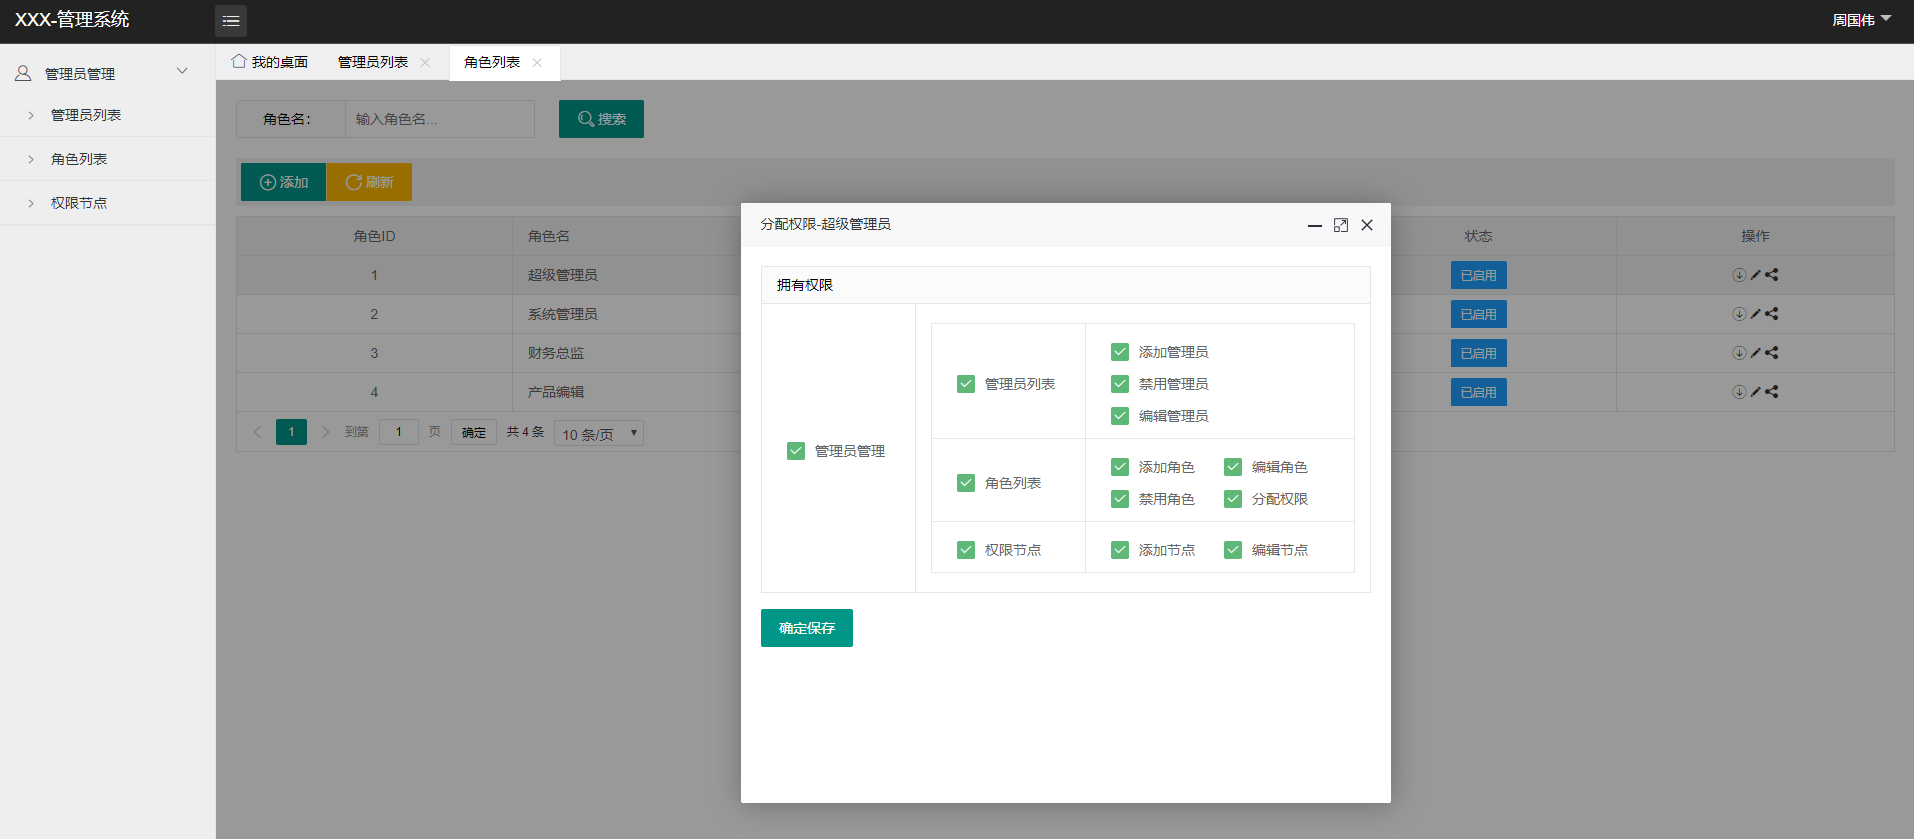 XXX-管理系统
周国伟
管理员管理
管理员列表
角色列表
权限节点
我的桌面 管理员列表 角色列表
角色名： 输入角色名... 搜索
添加 刷新
角色ID 角色名 状态 操作
1 超级管理员 已启用
2 系统管理员 已启用
3 财务总监 已启用
4 产品编辑 已启用
1 到第 1 页 确定 共 4 条 10 条/页
分配权限-超级管理员
拥有权限
管理员管理
管理员列表
添加管理员
禁用管理员
编辑管理员
角色列表
添加角色 编辑角色
禁用角色 分配权限
权限节点
添加节点 编辑节点
确定保存